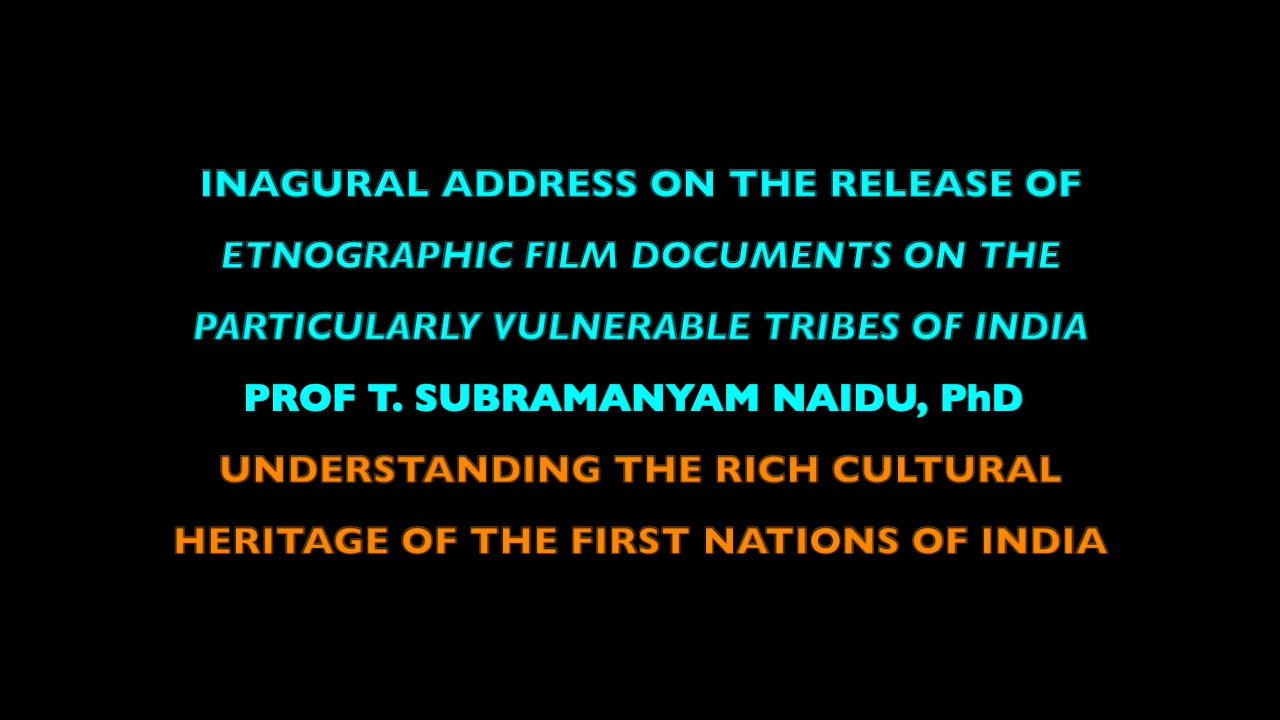 INAGURAL ADDRESS ON THE RELEASE OF
ETNOGRAPHIC FILM DOCUMENTS ON THE
PARTICULARLY VULNERABLE TRIBES OF INDIA
PROF T. SUBRAMANYAM NAIDU, PhD
UNDERSTANDING THE RICH CULTURAL
HERITAGE OF THE FIRST NATIONS OF INDIA